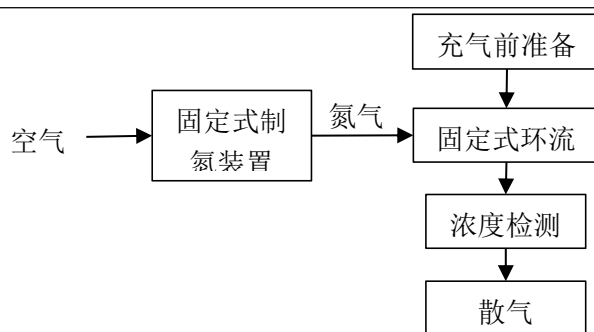 充气前准备
空气
固定式制
氮装置
氮气
固定式环流
浓度检测
散气